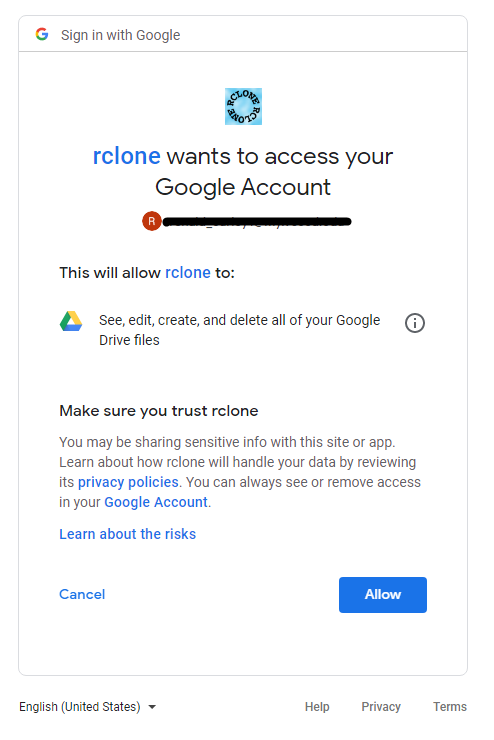 Sign in with Google
RCLONE RCLONE
rclone wants to access your
Google Account
R
This will allow rclone to:
See, edit, create, and delete all of your Google
Drive files
Make sure you trust rclone
You may be sharing sensitive info with this site or app.
Learn about how rclone will handle your data by reviewing
its privacy policies. You can always see or remove access
in your Google Account.
Learn about the risks
Cancel
Allow
English (United States)
Help
Privacy
Terms